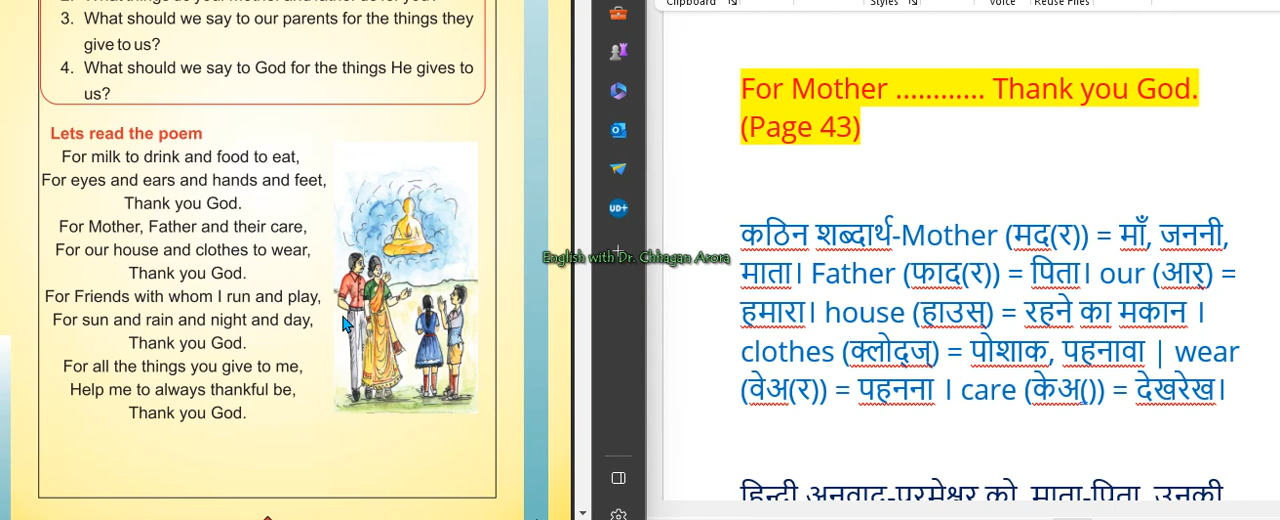 3. What should we say to our parents for the things they
give to us?
4. What should we say to God for the things He gives to
us?
Lets read the poem
For milk to drink and food to eat,
For eyes and ears and hands and feet,
Thank you God.
For Mother, Father and their care,
For our house and clothes to wear,
Thank you God.
For Friends with whom I run and play,
For sun and rain and night and day,
Thank you God.
For all the things you give to me,
Help me to always thankful be,
Thank you God.
UD+
English with Dr. Chhagan Arora
Clipboard
Styles
Voice
Reuse Files
For Mother ............ Thank you God.
(Page 43)
कठिन शब्दार्थ-Mother (मद(र)) = माँ, जननी,
माता। Father (फाद(र)) = पिता। our (आर्) =
हमारा। house (हाउस्) = रहने का मकान ।
clothes (क्लोद्ज्) = पोशाक, पहनावा | wear
(वेअ(र)) = पहनना । care (केअ()) = देखरेख।
हिन्दी अनुवाद-परमेश्वर को, माता-पिता, उनकी